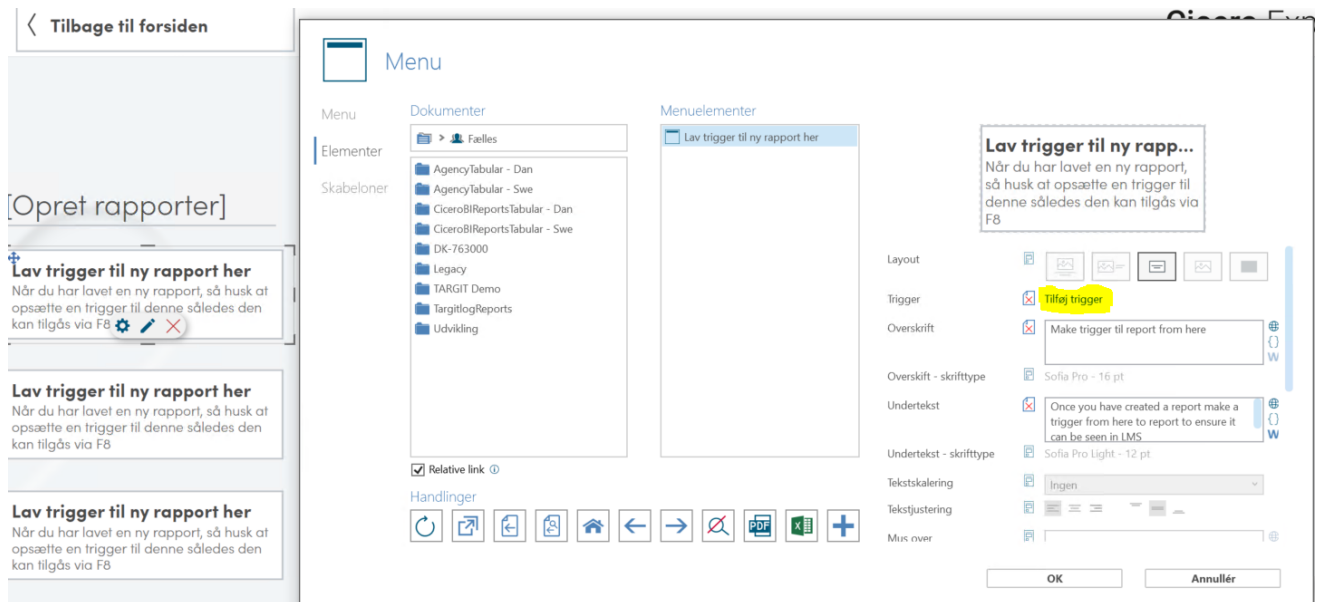 Tilbage til forsiden
[Opret rapporter]
Lav trigger til ny rapport her
Når du har lavet en ny rapport, så husk at
opsætte en trigger til denne således den
kan tilgås via F8
Lav trigger til ny rapport her
Når du har lavet en ny rapport, så husk at
opsætte en trigger til denne således den
kan tilgås via F8
Lav trigger til ny rapport her
Når du har lavet en ny rapport, så husk at
opsætte en trigger til denne således den
kan tilgås via F8
Menu
Menu
Elementer
Skabeloner
Dokumenter
> Fælles
AgencyTabular - Dan
AgencyTabular - Swe
CiceroBIReportsTabular - Dan
CiceroBIReportsTabular - Swe
DK-763000
Legacy
TARGIT Demo
TargitlogReports
Udvikling
Relative link
Handlinger
PDF
Menuelementer
Lav trigger til ny rapport her
Lav trigger til ny rapp...
Når du har lavet en ny rapport,
så husk at opsætte en trigger til
denne således den kan tilgås via
F8
Layout
Trigger Tilføj trigger
Overskrift Make trigger til report from here
{}
W
Overskift - skrifttype Sofia Pro - 16 pt
Undertekst Once you have created a report make a
trigger from here to report to ensure it
can be seen in LMS
{}
W
Undertekst - skrifttype Sofia Pro Light - 12 pt
Tekstskalering Ingen
Tekstjustering
Mus over
OK Annullér